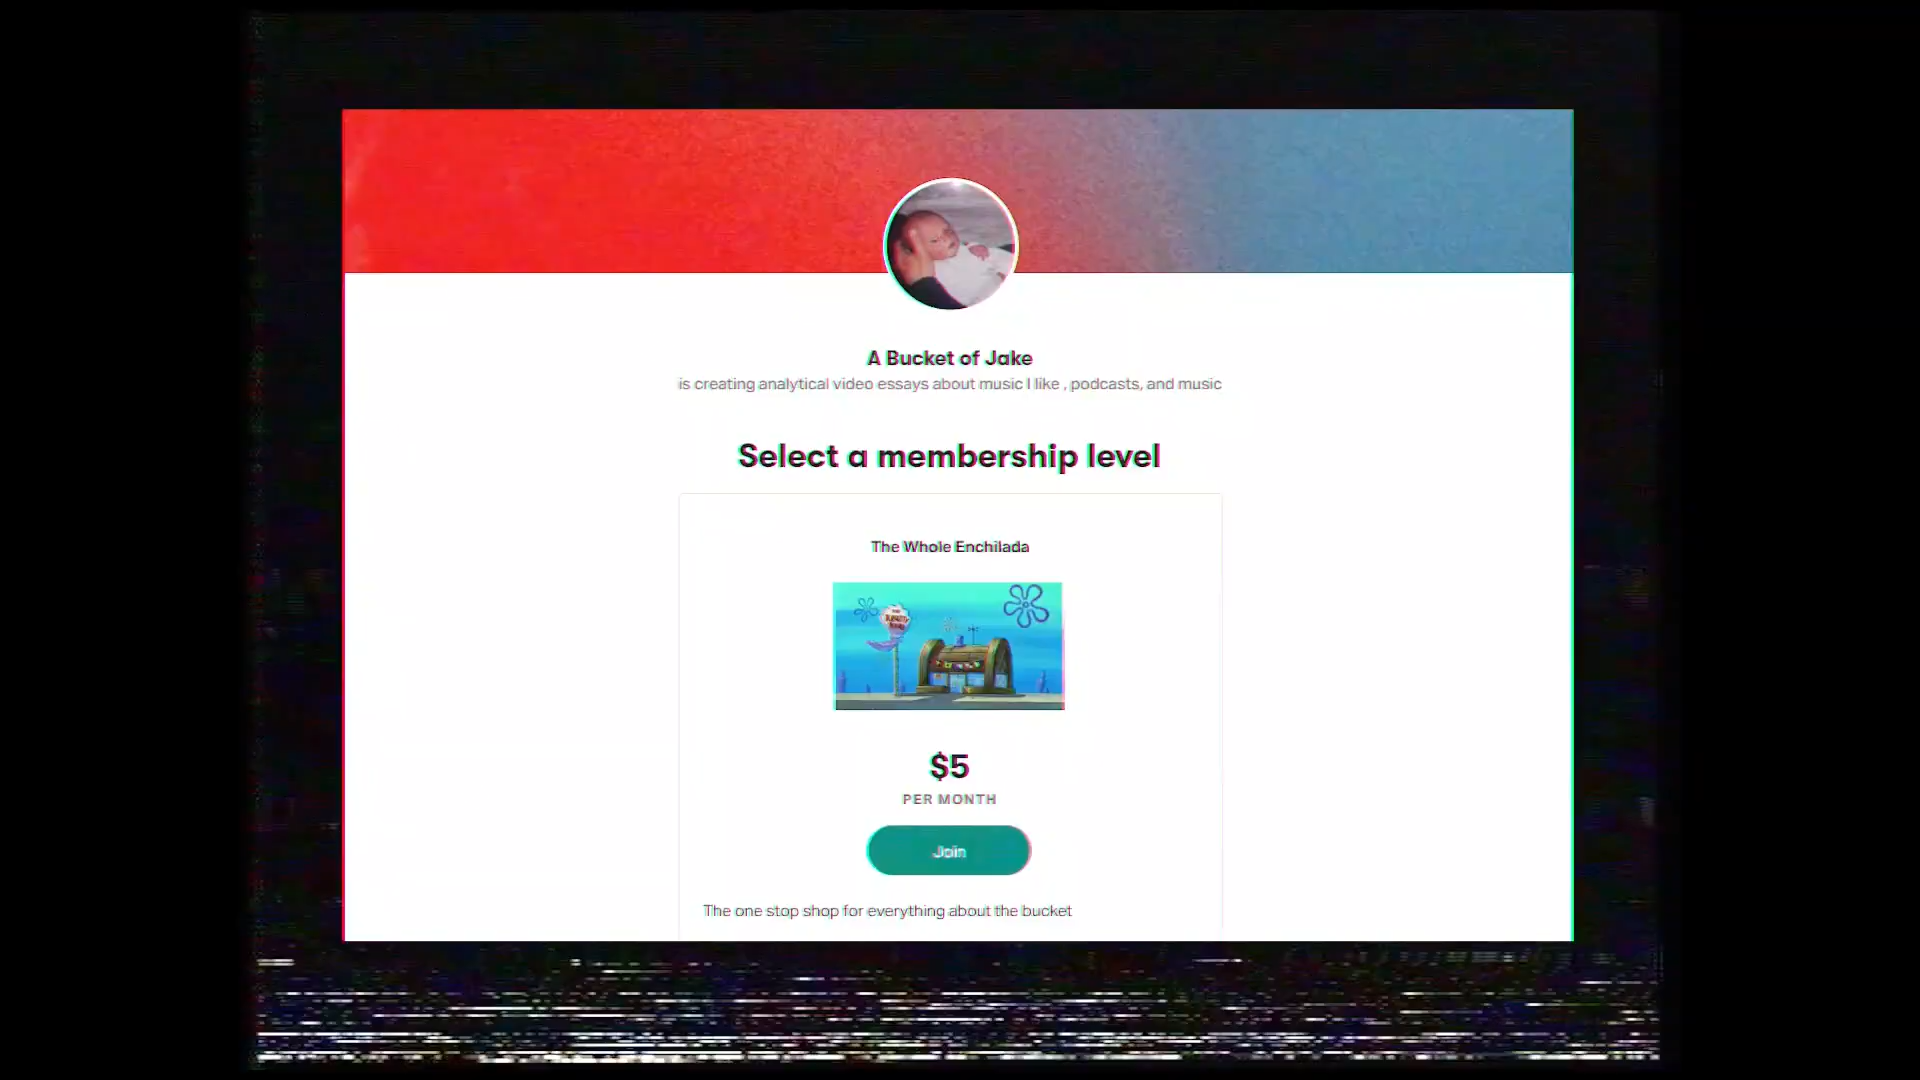 A Bucket of Jake
is creating analytical video essays about music I like , podcasts, and music
Select a membership level
The Whole Enchilada
$5
PER MONTH
Join
The one stop shop for everything about the bucket